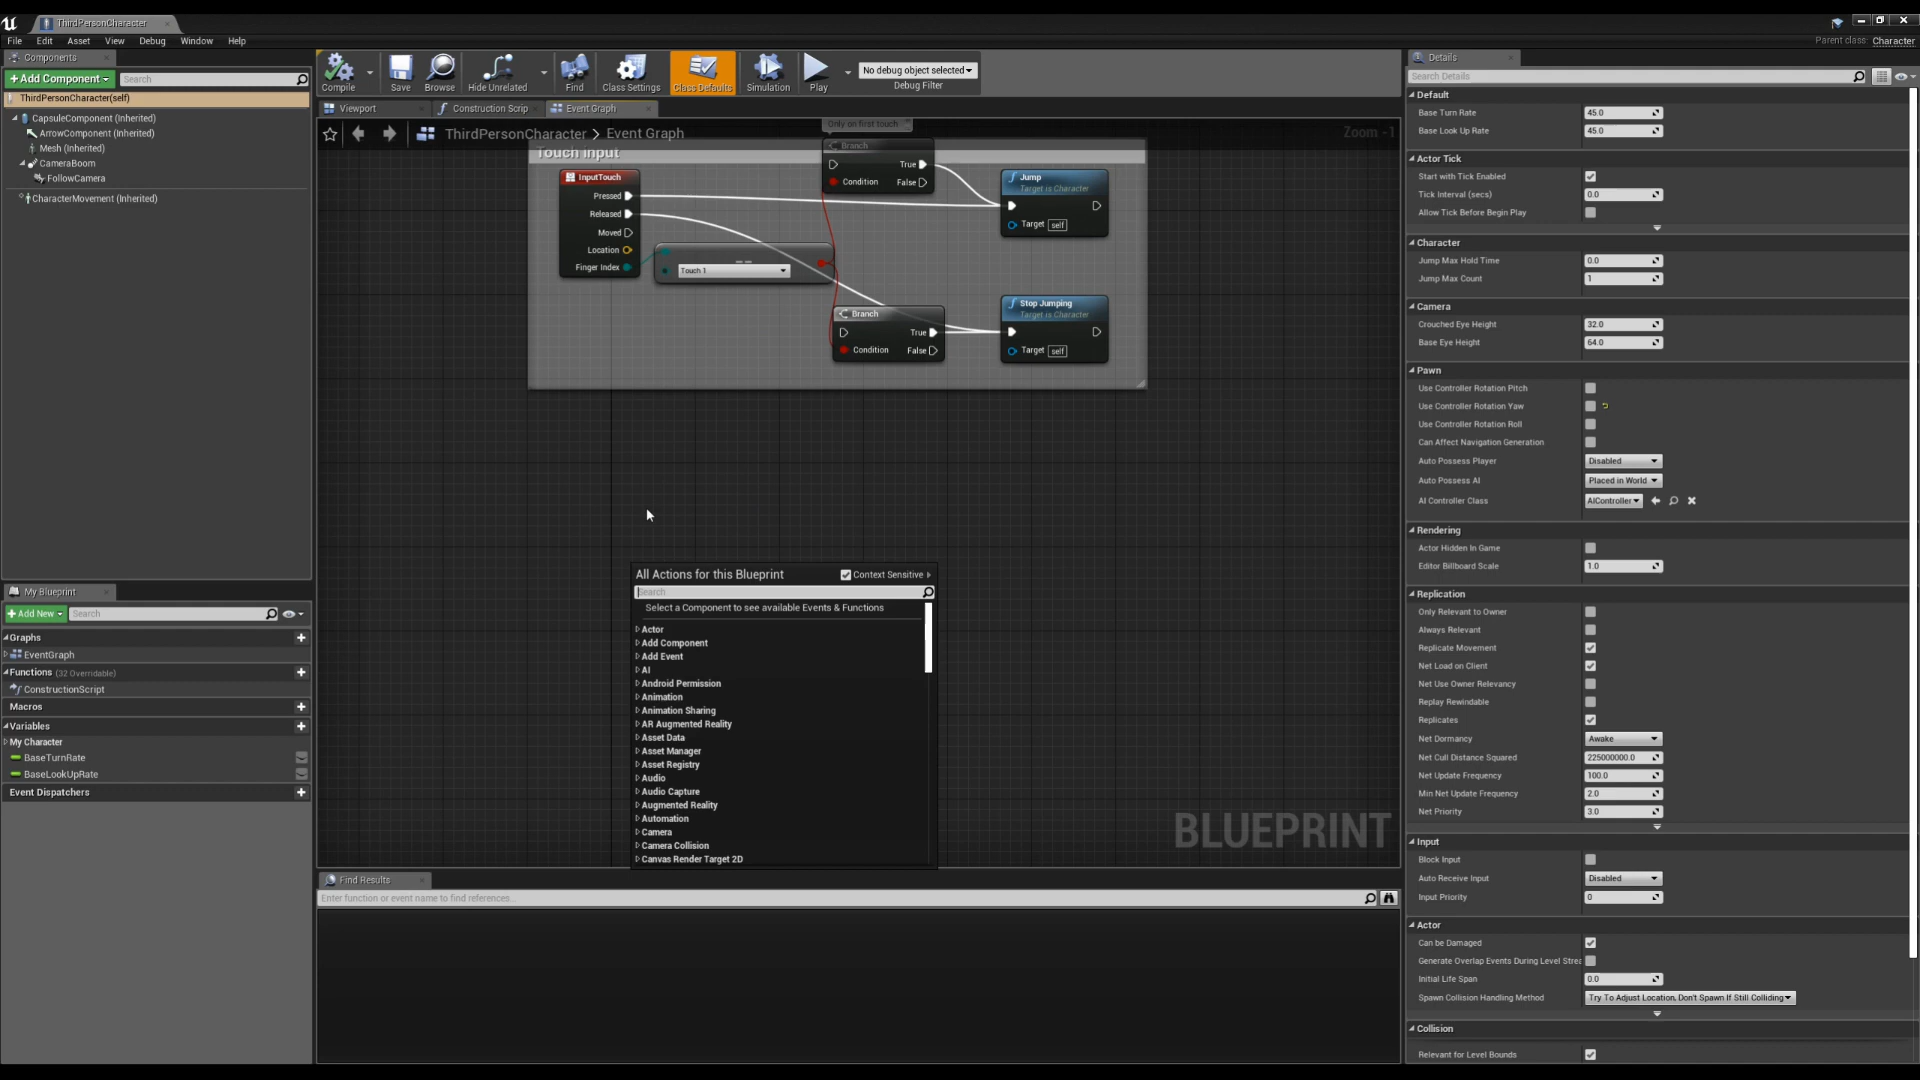 ThirdPersonCharacter
File Edit Asset View Debug Window Help
Parent class: Character
Components
+ Add Component
Search
ThirdPersonCharacter(self)
CapsuleComponent (Inherited)
ArrowComponent (Inherited)
Mesh (Inherited)
CameraBoom
FollowCamera
CharacterMovement (Inherited)
My Blueprint
+ Add New
Search
Graphs
EventGraph
Functions (32 Overridable)
ConstructionScript
Macros
Variables
My Character
BaseTurnRate
BaseLookUpRate
Event Dispatchers
Compile
Save
Browse
Hide Unrelated
Find
Class Settings
Class Defaults
Simulation
Play
No debug object selected
Debug Filter
Viewport
Construction Scrip
Event Graph
ThirdPersonCharacter > Event Graph
Zoom -1
Only on first touch
Touch input
Branch
True
Condition
False
InputTouch
Pressed
Released
Moved
Location
Finger Index
==
Touch 1
Jump
Target is Character
Target self
Branch
True
Condition
False
Stop Jumping
Target is Character
Target self
All Actions for this Blueprint
Context Sensitive
Search
Select a Component to see available Events & Functions
Actor
Add Component
Add Event
AI
Android Permission
Animation
Animation Sharing
AR Augmented Reality
Asset Data
Asset Manager
Asset Registry
Audio
Audio Capture
Augmented Reality
Automation
Camera
Camera Collision
Canvas Render Target 2D
BLUEPRINT
Find Results
Enter function or event name to find references...
Details
Search Details
Default
Base Turn Rate 45.0
Base Look Up Rate 45.0
Actor Tick
Start with Tick Enabled
Tick Interval (secs) 0.0
Allow Tick Before Begin Play
Character
Jump Max Hold Time 0.0
Jump Max Count 1
Camera
Crouched Eye Height 32.0
Base Eye Height 64.0
Pawn
Use Controller Rotation Pitch
Use Controller Rotation Yaw
Use Controller Rotation Roll
Can Affect Navigation Generation
Auto Possess Player Disabled
Auto Possess AI Placed in World
AI Controller Class AIController
Rendering
Actor Hidden In Game
Editor Billboard Scale 1.0
Replication
Only Relevant to Owner
Always Relevant
Replicate Movement
Net Load on Client
Net Use Owner Relevancy
Replay Rewindable
Replicates
Net Dormancy Awake
Net Cull Distance Squared 225000000.0
Net Update Frequency 100.0
Min Net Update Frequency 2.0
Net Priority 3.0
Input
Block Input
Auto Receive Input Disabled
Input Priority 0
Actor
Can be Damaged
Generate Overlap Events During Level Strea
Initial Life Span 0.0
Spawn Collision Handling Method Try To Adjust Location, Don't Spawn If Still Colliding
Collision
Relevant for Level Bounds